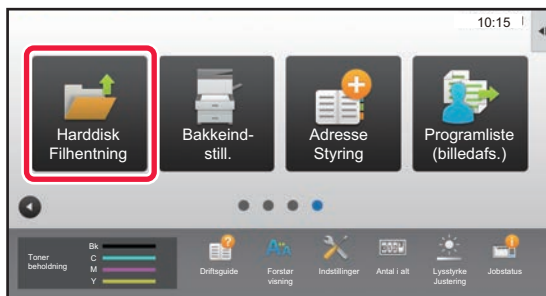 10:15
Harddisk
Filhentning
Bakkeind-
still.
Adresse
Styring
Programliste
(billedafs.)
Toner
beholdning
Bk
C
M
Y
Driftsguide
Forstør
visning
Indstillinger
Antal i alt
Lysstyrke
Justering
Jobstatus